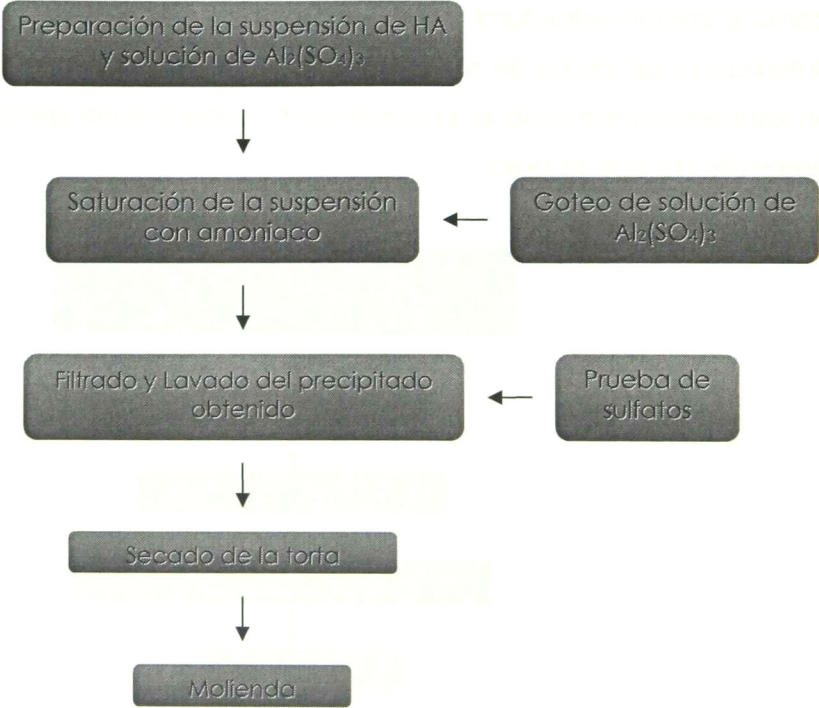 Preparación de la suspensión de HA
y solución de Al₂(SO₄)₃
Saturación de la suspensión
con amoníaco
Goteo de solución de
Al₂(SO₄)₃
Filtrado y Lavado del precipitado
obtenido
Prueba de
sulfatos
Secado de la torta
Molienda